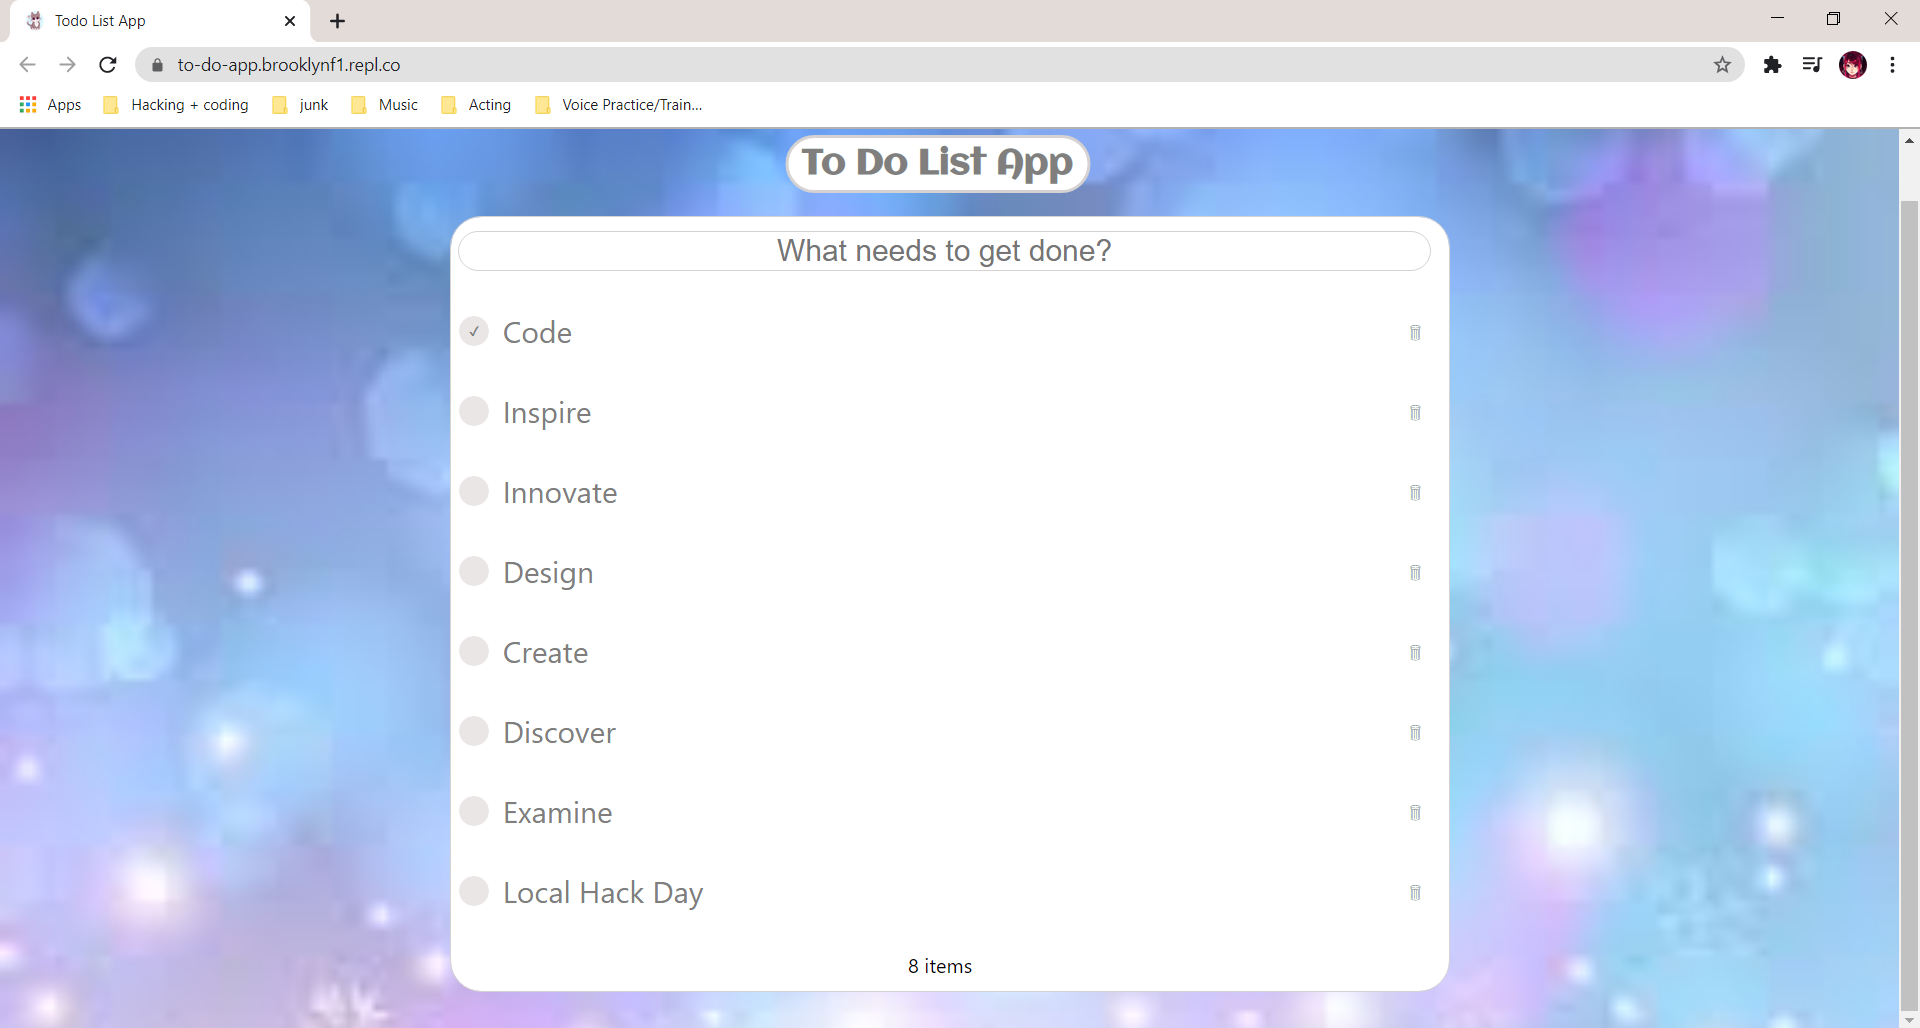 Todo List App
to-do-app.brooklynf1.repl.co
Apps Hacking + coding junk Music Acting Voice Practice/Train...
To Do List App
What needs to get done?
✓ Code
Inspire
Innovate
Design
Create
Discover
Examine
Local Hack Day
8 items